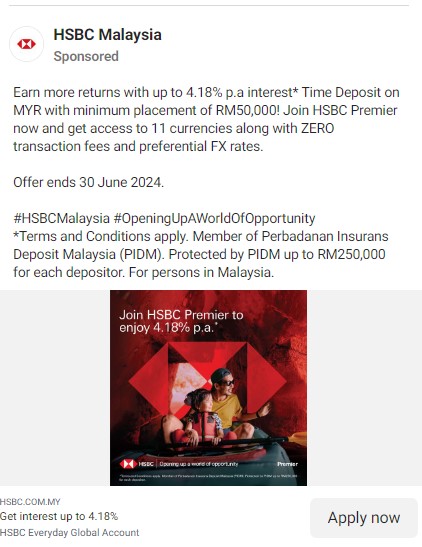 HSBC Malaysia
Sponsored
Earn more returns with up to 4.18% p.a interest* Time Deposit on
MYR with minimum placement of RM50,000! Join HSBC Premier
now and get access to 11 currencies along with ZERO
transaction fees and preferential FX rates.
Offer ends 30 June 2024.
#HSBCMalaysia #OpeningUpAWorldOfOpportunity
*Terms and Conditions apply. Member of Perbadanan Insurans
Deposit Malaysia (PIDM). Protected by PIDM up to RM250,000
for each depositor. For persons in Malaysia.
Join HSBC Premier to
enjoy 4.18% p.a.*
HSBC | Opening up a world of opportunity
Premier
HSBC.COM.MY
Get interest up to 4.18%
HSBC Everyday Global Account
Apply now